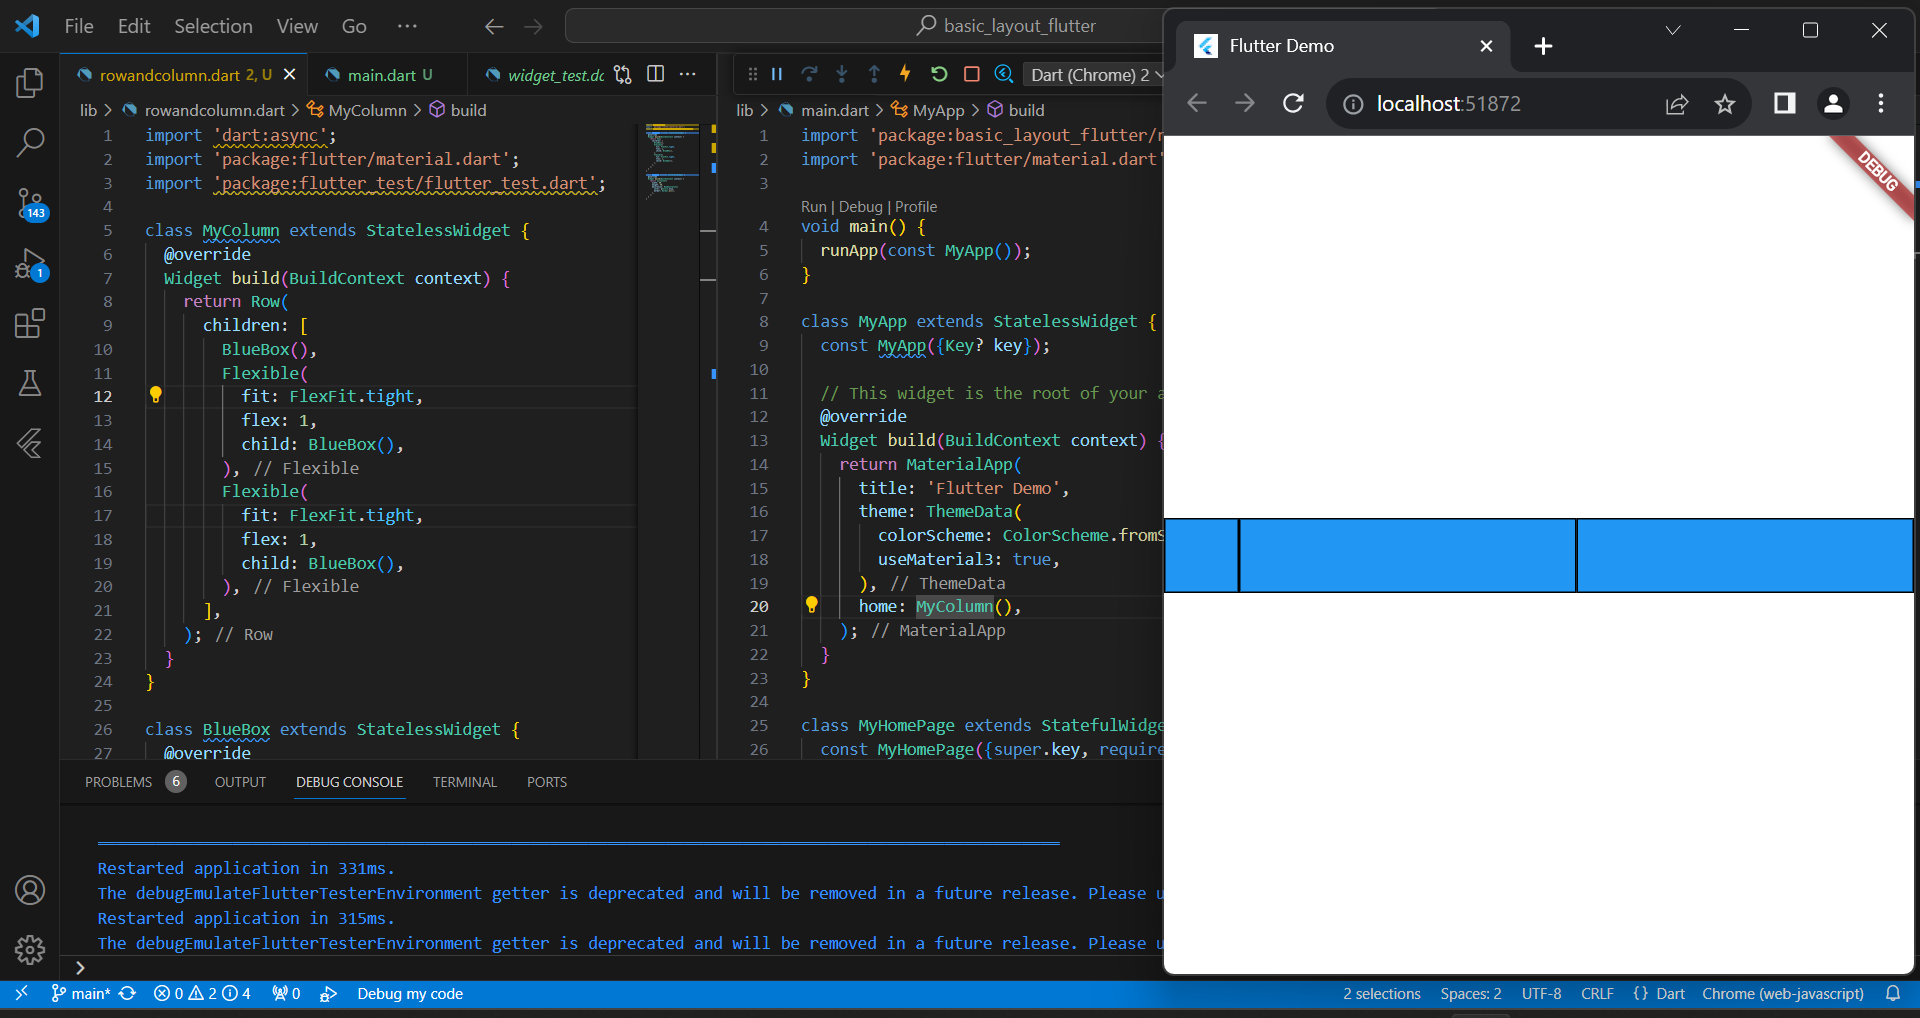 File Edit Selection View Go ··· basic_layout_flutter
rowandcolumn.dart 2, U main.dart U widget_test.dc
Dart (Chrome) 2
lib > rowandcolumn.dart > MyColumn > build
1 import 'dart:async';
2 import 'package:flutter/material.dart';
3 import 'package:flutter_test/flutter_test.dart';
4
5 class MyColumn extends StatelessWidget {
6 @override
7 Widget build(BuildContext context) {
8 return Row(
9 children: [
10 BlueBox(),
11 Flexible(
12 fit: FlexFit.tight,
13 flex: 1,
14 child: BlueBox(),
15 ), // Flexible
16 Flexible(
17 fit: FlexFit.tight,
18 flex: 1,
19 child: BlueBox(),
20 ), // Flexible
21 ],
22 ); // Row
23 }
24 }
25
26 class BlueBox extends StatelessWidget {
27 @override
lib > main.dart > MyApp > build
1 import 'package:basic_layout_flutter/
2 import 'package:flutter/material.dart'
3
Run | Debug | Profile
4 void main() {
5 runApp(const MyApp());
6 }
7
8 class MyApp extends StatelessWidget {
9 const MyApp({Key? key});
10
11 // This widget is the root of your a
12 @override
13 Widget build(BuildContext context) {
14 return MaterialApp(
15 title: 'Flutter Demo',
16 theme: ThemeData(
17 colorScheme: ColorScheme.fromS
18 useMaterial3: true,
19 ), // ThemeData
20 home: MyColumn(),
21 ); // MaterialApp
22 }
23 }
24
25 class MyHomePage extends StatefulWidge
26 const MyHomePage({super.key, require
Flutter Demo
localhost:51872
DEBUG
143
1
PROBLEMS 6 OUTPUT DEBUG CONSOLE TERMINAL PORTS
Restarted application in 331ms.
The debugEmulateFlutterTesterEnvironment getter is deprecated and will be removed in a future release. Please u
Restarted application in 315ms.
The debugEmulateFlutterTesterEnvironment getter is deprecated and will be removed in a future release. Please u
>
main* 0 2 4 0 Debug my code 2 selections Spaces: 2 UTF-8 CRLF {} Dart Chrome (web-javascript)